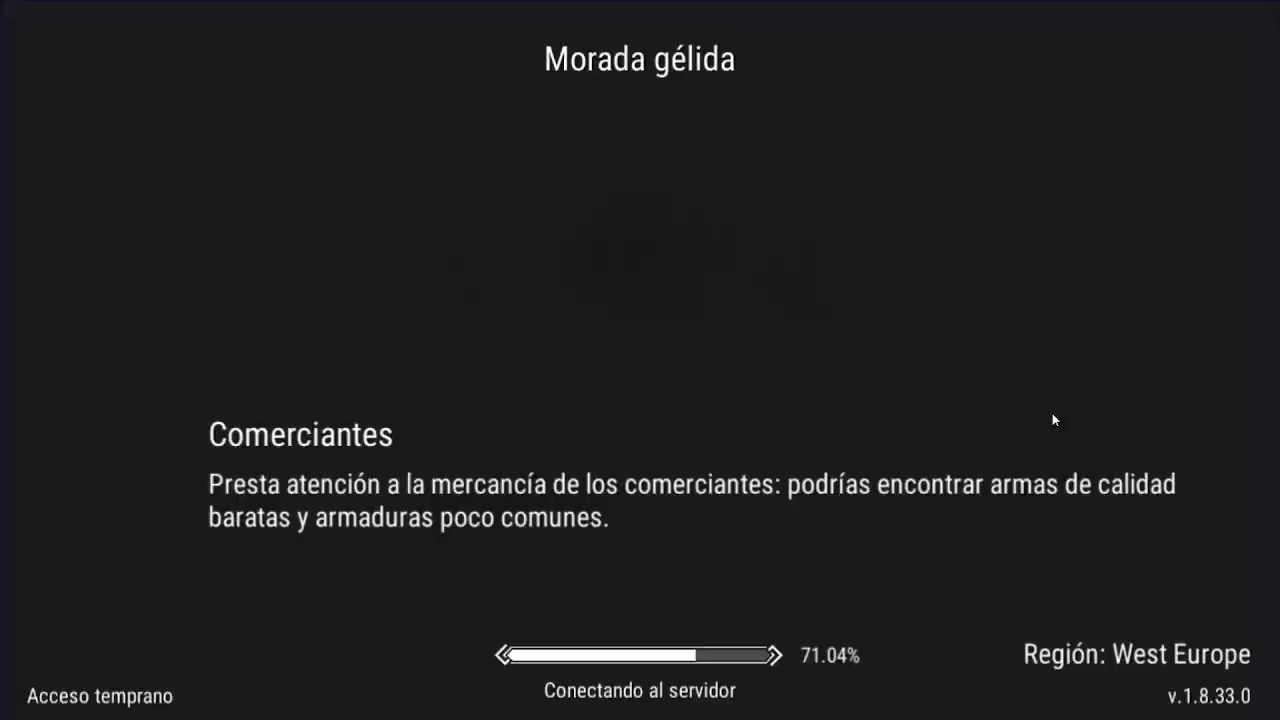 Morada gélida
Comerciantes
Presta atención a la mercancía de los comerciantes: podrías encontrar armas de calidad
baratas y armaduras poco comunes.
71.04%
Conectando al servidor
Región: West Europe
Acceso temprano
v.1.8.33.0